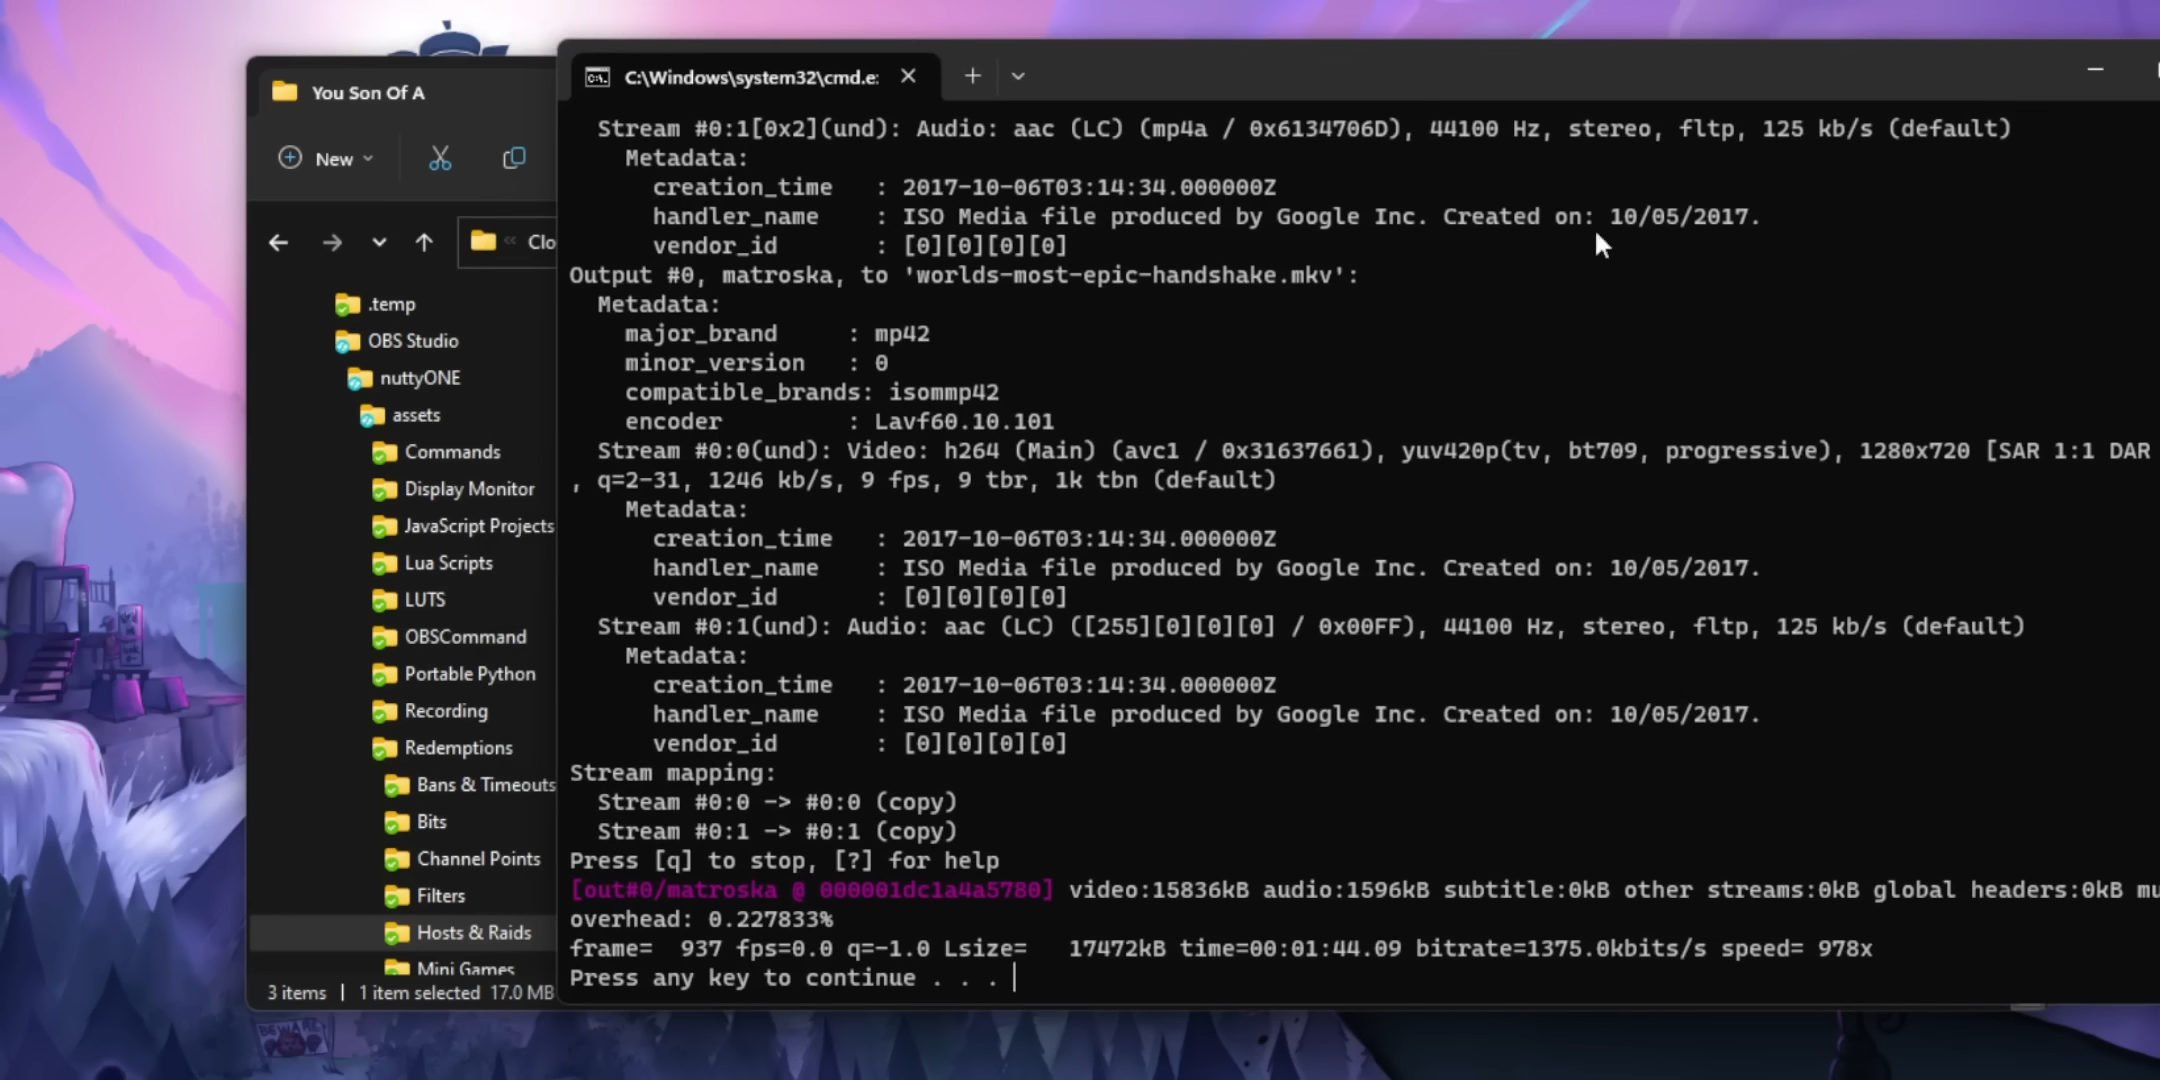 You Son Of A
New
Clo
.temp
OBS Studio
nuttyONE
assets
Commands
Display Monitor
JavaScript Projects
Lua Scripts
LUTS
OBSCommand
Portable Python
Recording
Redemptions
Bans & Timeouts
Bits
Channel Points
Filters
Hosts & Raids
Mini Games
3 items | 1 item selected 17.0 MB
C:\Windows\system32\cmd.e:
Stream #0:1[0x2](und): Audio: aac (LC) (mp4a / 0x6134706D), 44100 Hz, stereo, fltp, 125 kb/s (default)
Metadata:
creation_time : 2017-10-06T03:14:34.000000Z
handler_name : ISO Media file produced by Google Inc. Created on: 10/05/2017.
vendor_id : [0][0][0][0]
Output #0, matroska, to 'worlds-most-epic-handshake.mkv':
Metadata:
major_brand : mp42
minor_version : 0
compatible_brands: isommp42
encoder : Lavf60.10.101
Stream #0:0(und): Video: h264 (Main) (avc1 / 0x31637661), yuv420p(tv, bt709, progressive), 1280x720 [SAR 1:1 DAR
, q=2-31, 1246 kb/s, 9 fps, 9 tbr, 1k tbn (default)
Metadata:
creation_time : 2017-10-06T03:14:34.000000Z
handler_name : ISO Media file produced by Google Inc. Created on: 10/05/2017.
vendor_id : [0][0][0][0]
Stream #0:1(und): Audio: aac (LC) ([255][0][0][0] / 0x00FF), 44100 Hz, stereo, fltp, 125 kb/s (default)
Metadata:
creation_time : 2017-10-06T03:14:34.000000Z
handler_name : ISO Media file produced by Google Inc. Created on: 10/05/2017.
vendor_id : [0][0][0][0]
Stream mapping:
Stream #0:0 -> #0:0 (copy)
Stream #0:1 -> #0:1 (copy)
Press [q] to stop, [?] for help
[out#0/matroska @ 000001dc1a4a5780] video:15836kB audio:1596kB subtitle:0kB other streams:0kB global headers:0kB mu
overhead: 0.227833%
frame= 937 fps=0.0 q=-1.0 Lsize= 17472kB time=00:01:44.09 bitrate=1375.0kbits/s speed= 978x
Press any key to continue . . .
BEWARE